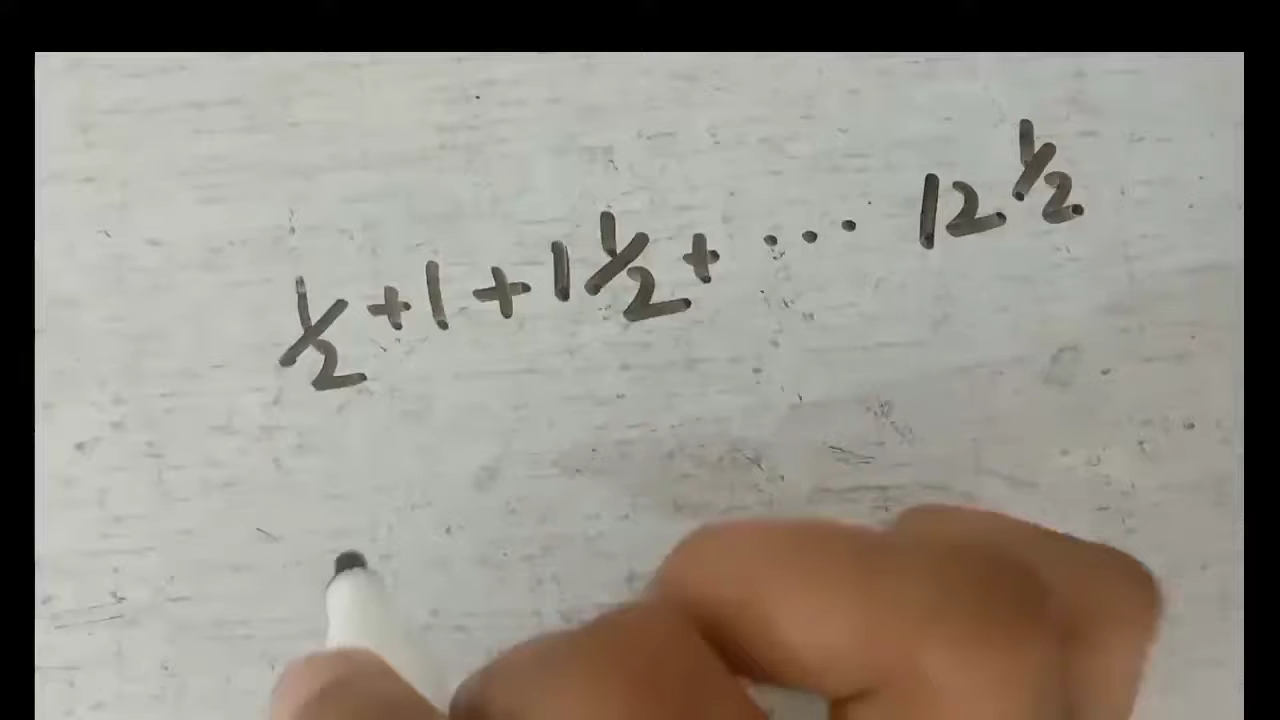 ½ + 1 + 1½ + ... 12½